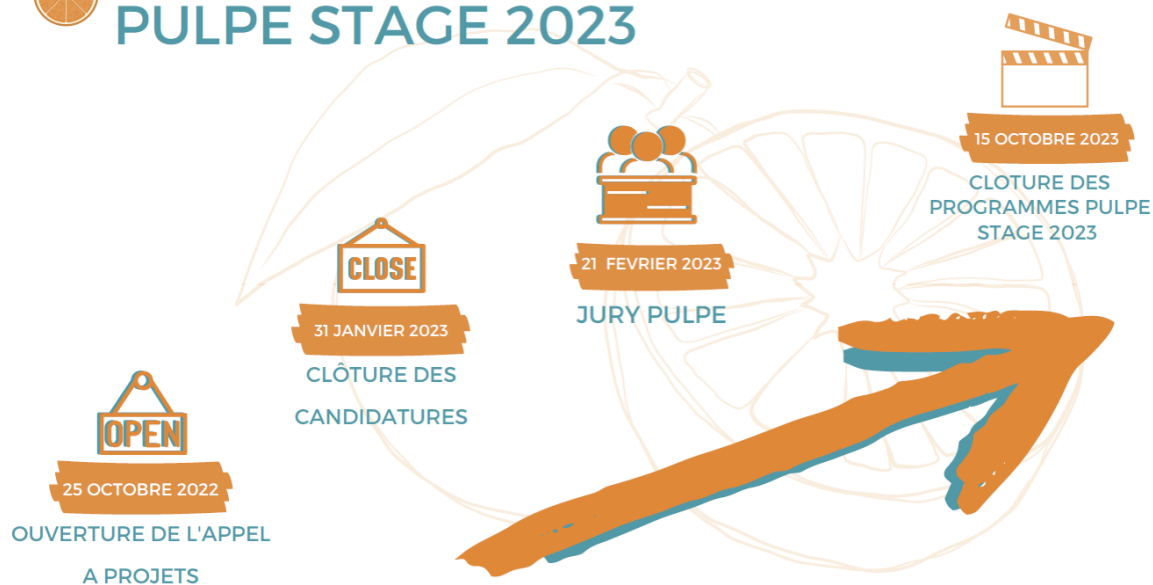 PULPE STAGE 2023
OPEN
25 OCTOBRE 2022
OUVERTURE DE L'APPEL
A PROJETS
CLOSE
31 JANVIER 2023
CLÔTURE DES
CANDIDATURES
21 FEVRIER 2023
JURY PULPE
15 OCTOBRE 2023
CLOTURE DES
PROGRAMMES PULPE
STAGE 2023